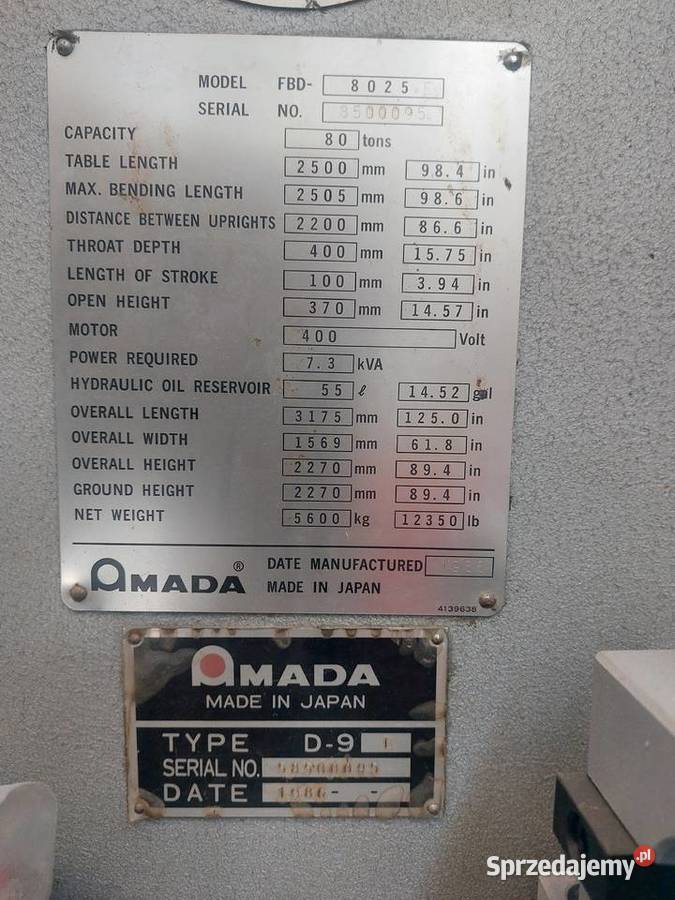 MODEL FBD- 8025 E
SERIAL NO. 8500095
CAPACITY 80 tons
TABLE LENGTH 2500 mm 98.4 in
MAX. BENDING LENGTH 2505 mm 98.6 in
DISTANCE BETWEEN UPRIGHTS 2200 mm 86.6 in
THROAT DEPTH 400 mm 15.75 in
LENGTH OF STROKE 100 mm 3.94 in
OPEN HEIGHT 370 mm 14.57 in
MOTOR 400 Volt
POWER REQUIRED 7.3 kVA
HYDRAULIC OIL RESERVOIR 55 ℓ 14.52 gal
OVERALL LENGTH 3175 mm 125.0 in
OVERALL WIDTH 1569 mm 61.8 in
OVERALL HEIGHT 2270 mm 89.4 in
GROUND HEIGHT 2270 mm 89.4 in
NET WEIGHT 5600 kg 12350 lb
AMADA ® DATE MANUFACTURED
MADE IN JAPAN
4139638
AMADA
MADE IN JAPAN
TYPE D-9
SERIAL NO.
DATE 1986- -
Sprzedajemy.pl